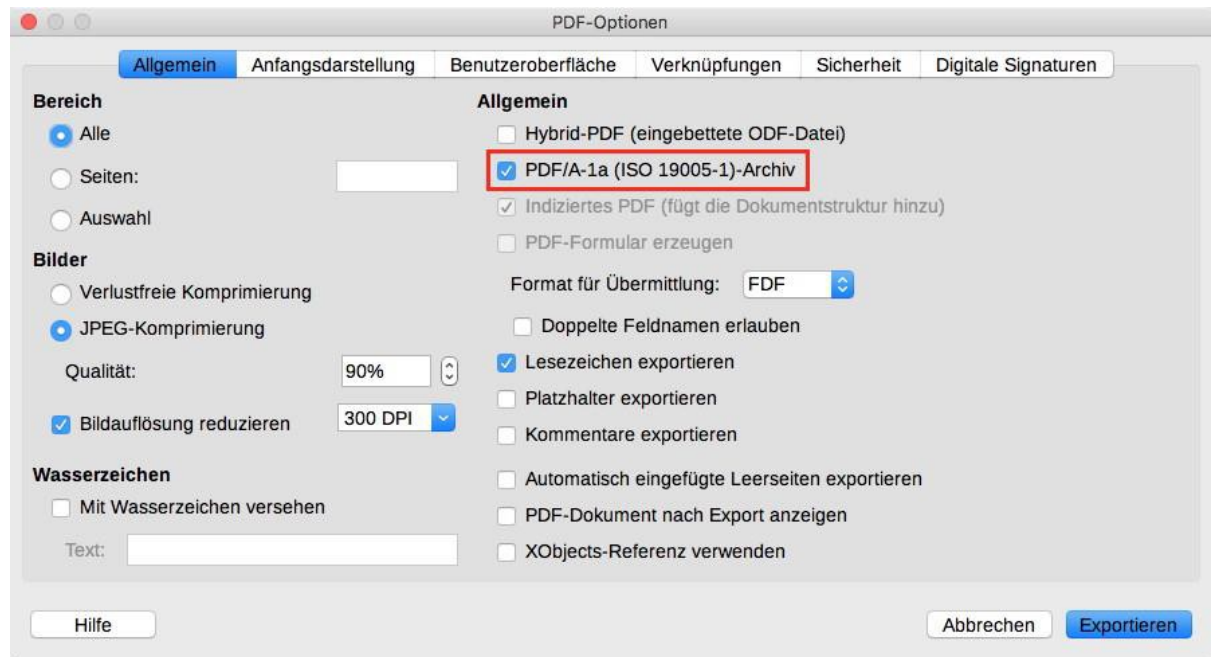 PDF-Optionen
Allgemein
Anfangsdarstellung
Benutzeroberfläche
Verknüpfungen
Sicherheit
Digitale Signaturen
Bereich
Alle
Seiten:
Auswahl
Bilder
Verlustfreie Komprimierung
JPEG-Komprimierung
Qualität: 90%
Bildauflösung reduzieren 300 DPI
Wasserzeichen
Mit Wasserzeichen versehen
Text:
Allgemein
Hybrid-PDF (eingebettete ODF-Datei)
PDF/A-1a (ISO 19005-1)-Archiv
Indiziertes PDF (fügt die Dokumentstruktur hinzu)
PDF-Formular erzeugen
Format für Übermittlung: FDF
Doppelte Feldnamen erlauben
Lesezeichen exportieren
Platzhalter exportieren
Kommentare exportieren
Automatisch eingefügte Leerseiten exportieren
PDF-Dokument nach Export anzeigen
XObjects-Referenz verwenden
Hilfe
Abbrechen
Exportieren